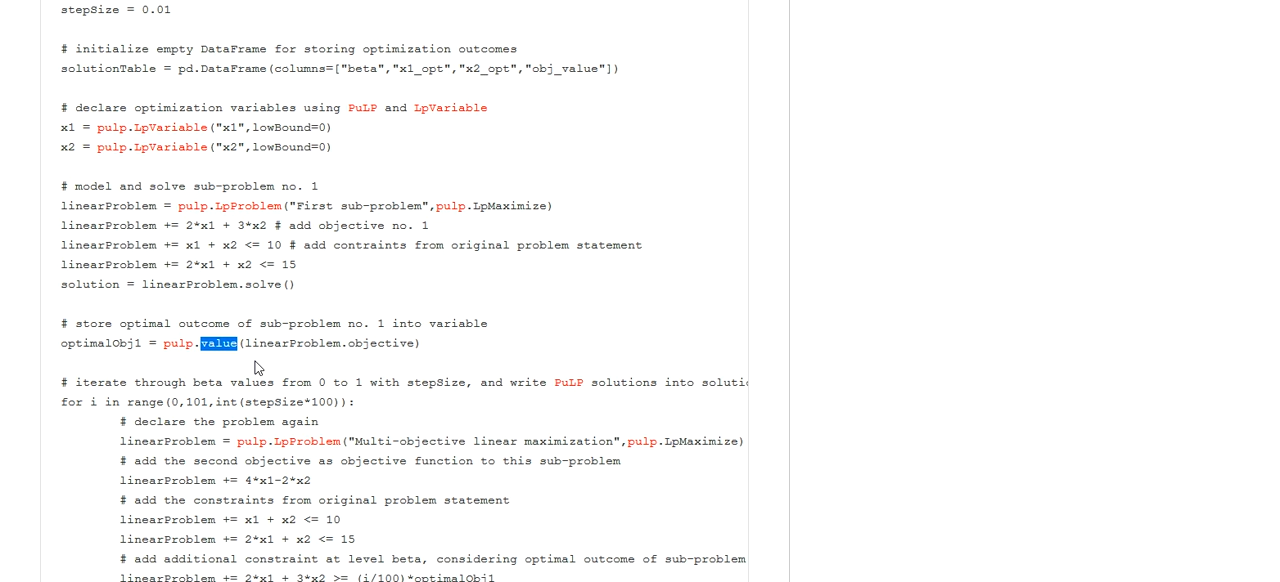 stepSize = 0.01
# initialize empty DataFrame for storing optimization outcomes
solutionTable = pd.DataFrame(columns=["beta","x1_opt","x2_opt","obj_value"])
# declare optimization variables using PuLP and LpVariable
x1 = pulp.LpVariable("x1",lowBound=0)
x2 = pulp.LpVariable("x2",lowBound=0)
# model and solve sub-problem no. 1
linearProblem = pulp.LpProblem("First sub-problem",pulp.LpMaximize)
linearProblem += 2*x1 + 3*x2 # add objective no. 1
linearProblem += x1 + x2 <= 10 # add contraints from original problem statement
linearProblem += 2*x1 + x2 <= 15
solution = linearProblem.solve()
# store optimal outcome of sub-problem no. 1 into variable
optimalObj1 = pulp.value(linearProblem.objective)
# iterate through beta values from 0 to 1 with stepSize, and write PuLP solutions into solutio
for i in range(0,101,int(stepSize*100)):
# declare the problem again
linearProblem = pulp.LpProblem("Multi-objective linear maximization",pulp.LpMaximize)
# add the second objective as objective function to this sub-problem
linearProblem += 4*x1-2*x2
# add the constraints from original problem statement
linearProblem += x1 + x2 <= 10
linearProblem += 2*x1 + x2 <= 15
# add additional constraint at level beta, considering optimal outcome of sub-problem
linearProblem += 2*x1 + 3*x2 >= (i/100)*optimalObj1